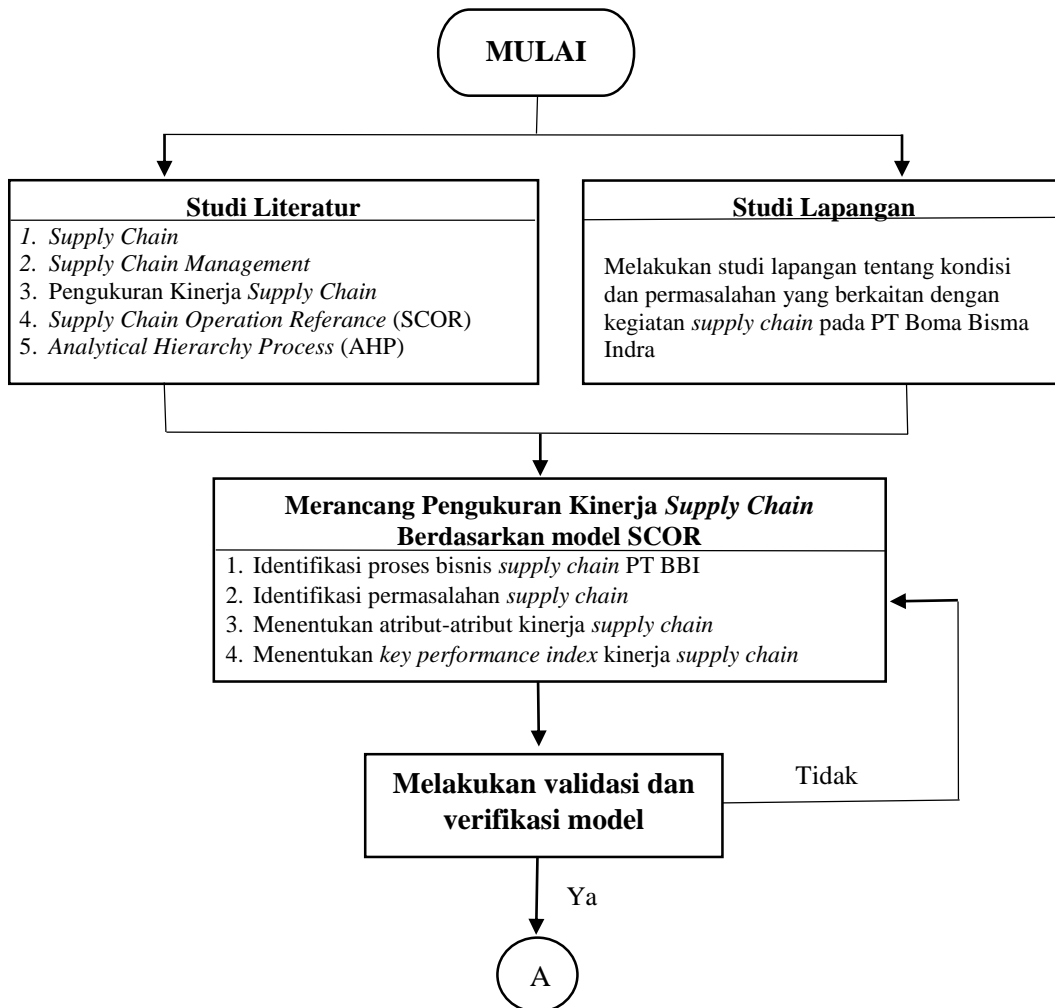 MULAI
Studi Literatur
1. Supply Chain
2. Supply Chain Management
3. Pengukuran Kinerja Supply Chain
4. Supply Chain Operation Referance (SCOR)
5. Analytical Hierarchy Process (AHP)
Studi Lapangan
Melakukan studi lapangan tentang kondisi
dan permasalahan yang berkaitan dengan
kegiatan supply chain pada PT Boma Bisma
Indra
Merancang Pengukuran Kinerja Supply Chain
Berdasarkan model SCOR
1. Identifikasi proses bisnis supply chain PT BBI
2. Identifikasi permasalahan supply chain
3. Menentukan atribut-atribut kinerja supply chain
4. Menentukan key performance index kinerja supply chain
Melakukan validasi dan
verifikasi model
Tidak
Ya
A